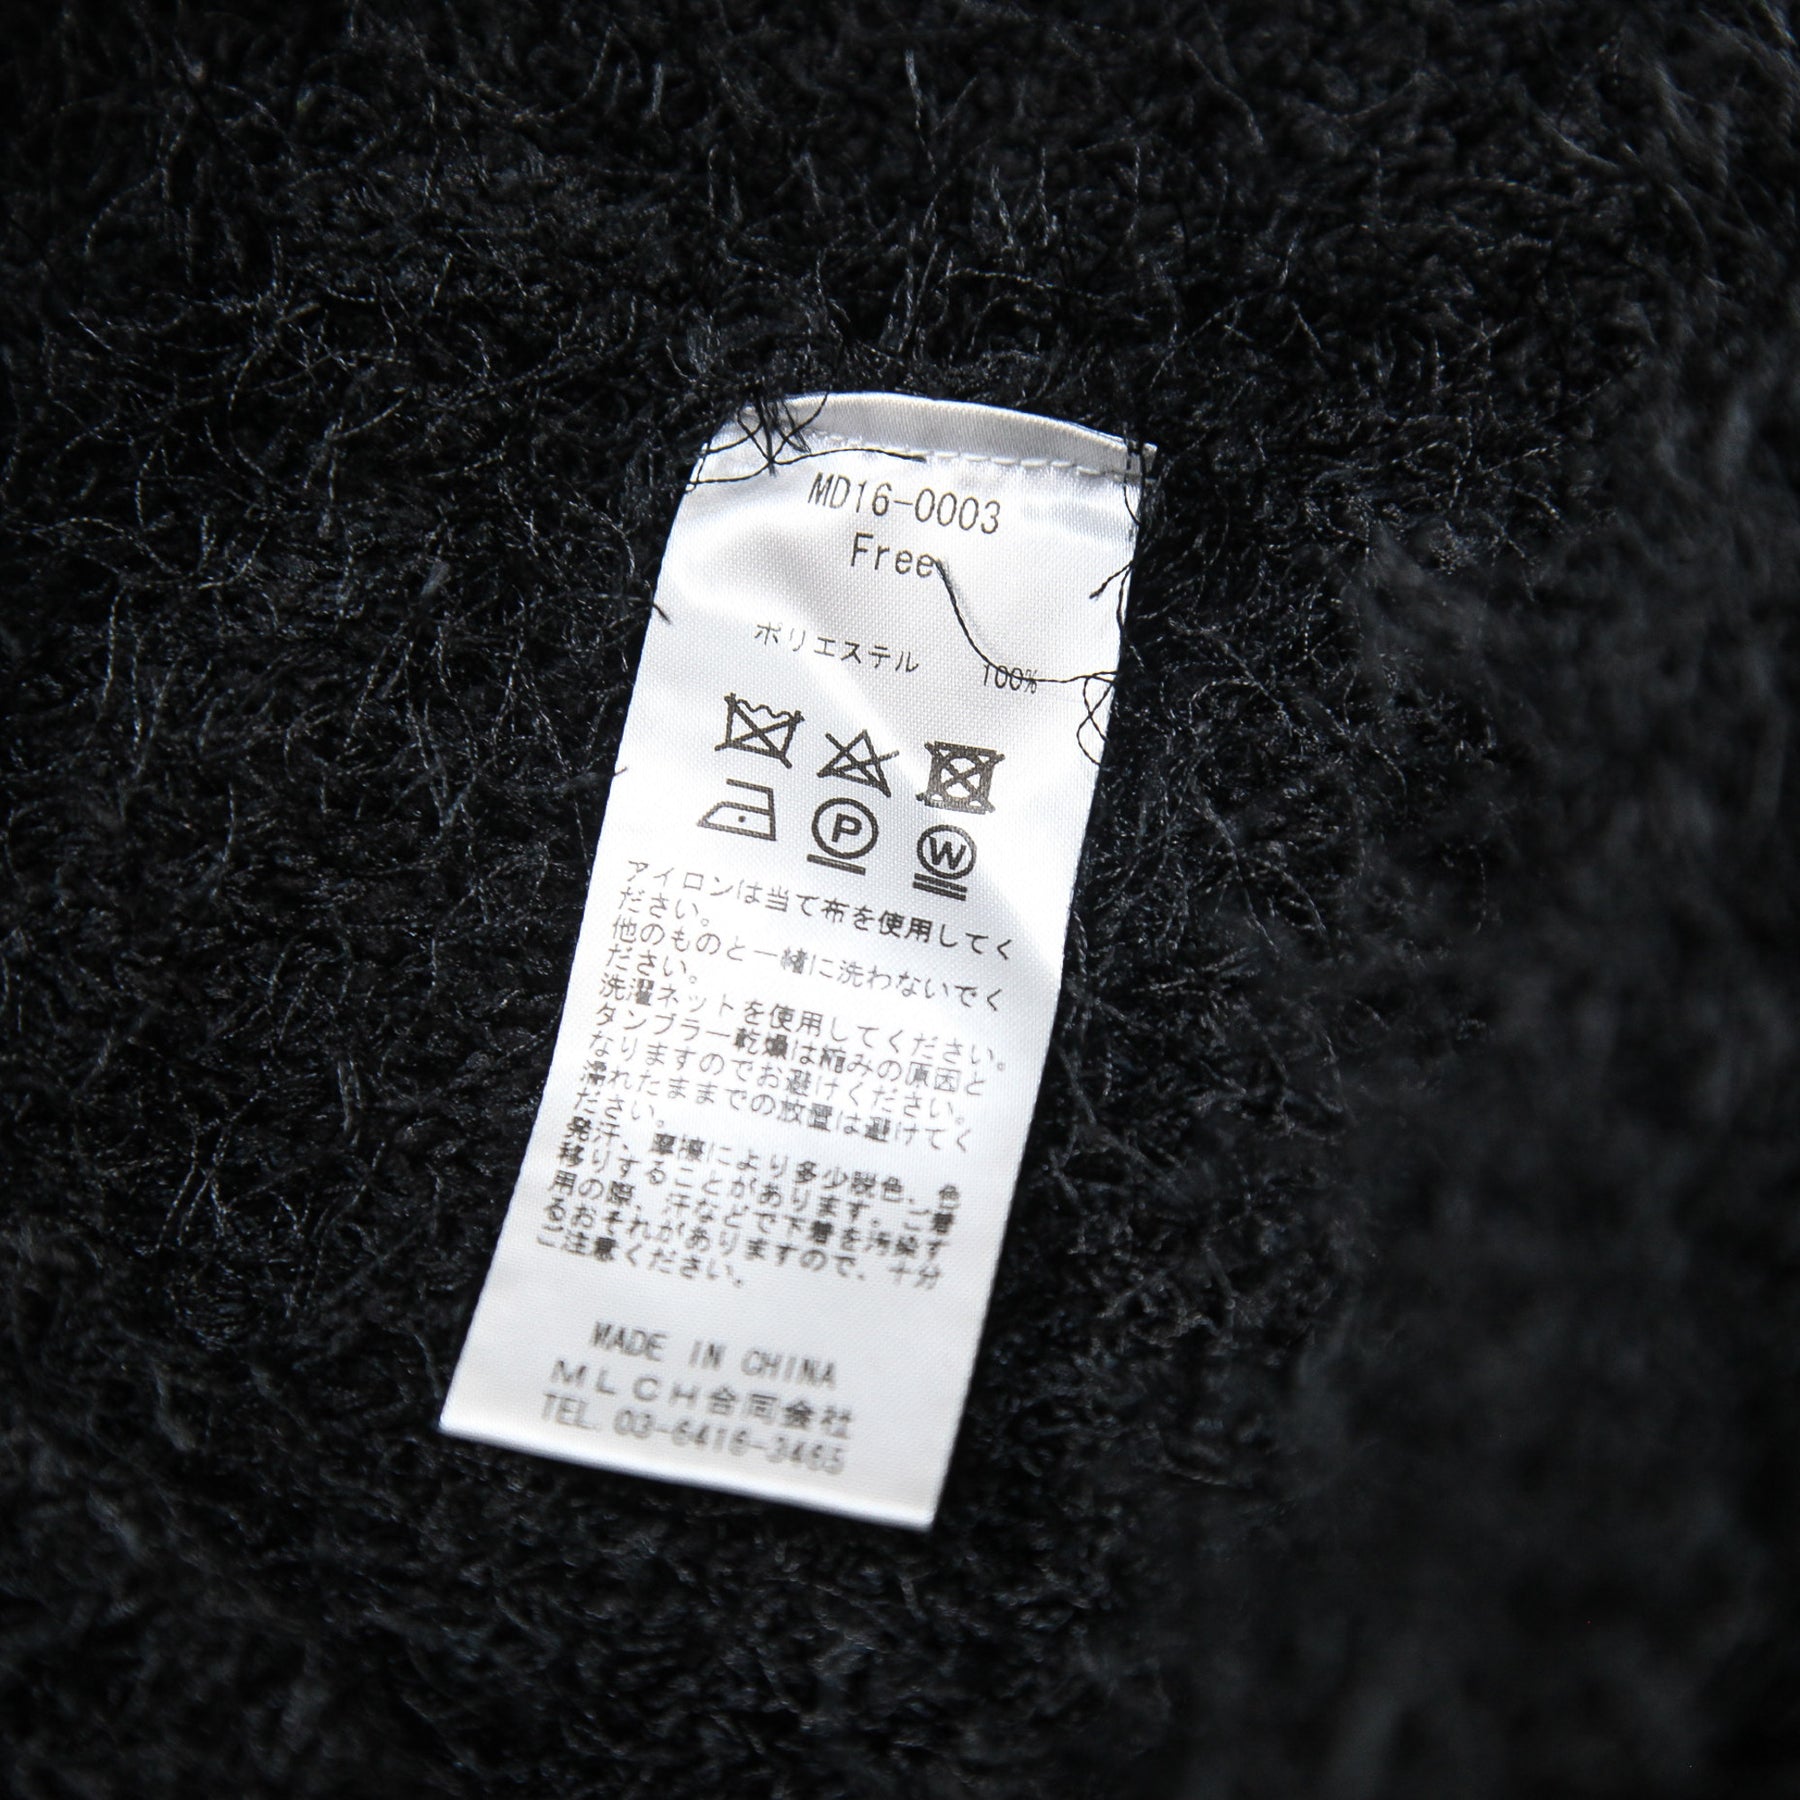 MD16-0003
Free
ポリエステル 100%
P W
アイロンは当て布を使用してく
ださい。
他のものと一緒に洗わないでく
ださい。
洗濯ネットを使用してください。
タンブラー乾燥は縮みの原因と
なりますのでお避けください。
濡れたままでの放置は避けてく
ださい。
発汗、摩擦により多少脱色、色
移りすることがあります。ご着
用の際、汗などで下着を汚染す
るおそれがありますので、十分
ご注意ください。
MADE IN CHINA
MLCH合同会社
TEL. 03-6416-3465